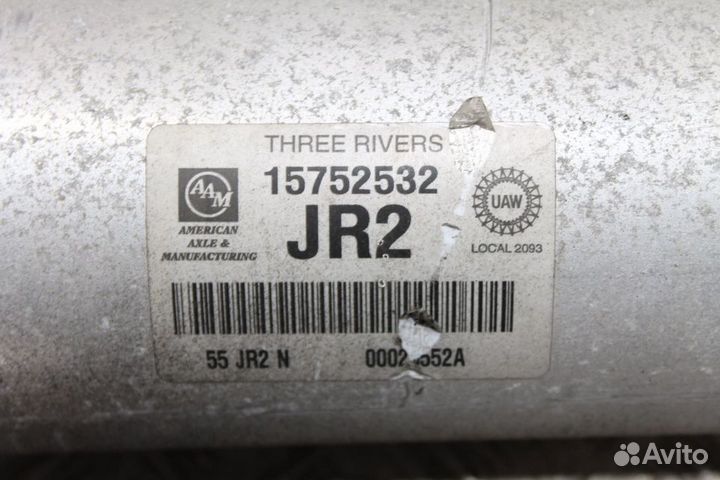 THREE RIVERS
AAM
15752532
UAW
JR2
AMERICAN
AXLE &
MANUFACTURING
LOCAL 2093
55 JR2 N
Avito